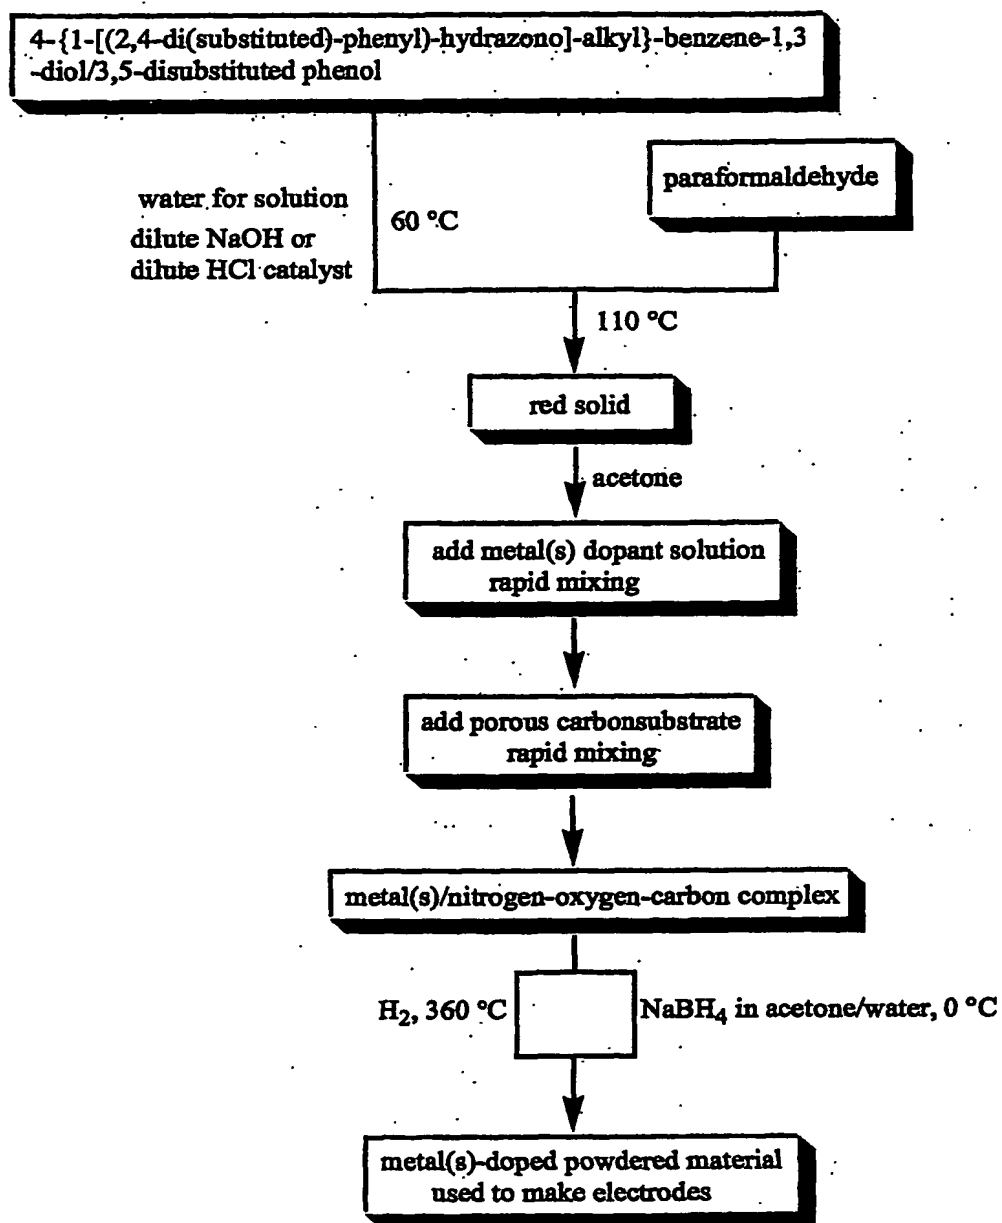 4-{1-[(2,4-di(substituted)-phenyl)-hydrazono]-alkyl}-benzene-1,3
-diol/3,5-disubstituted phenol
paraformaldehyde
water for solution
dilute NaOH or
dilute HCl catalyst
60 °C
110 °C
red solid
acetone
add metal(s) dopant solution
rapid mixing
add porous carbonsubstrate
rapid mixing
metal(s)/nitrogen-oxygen-carbon complex
H₂, 360 °C
NaBH₄ in acetone/water, 0 °C
metal(s)-doped powdered material
used to make electrodes